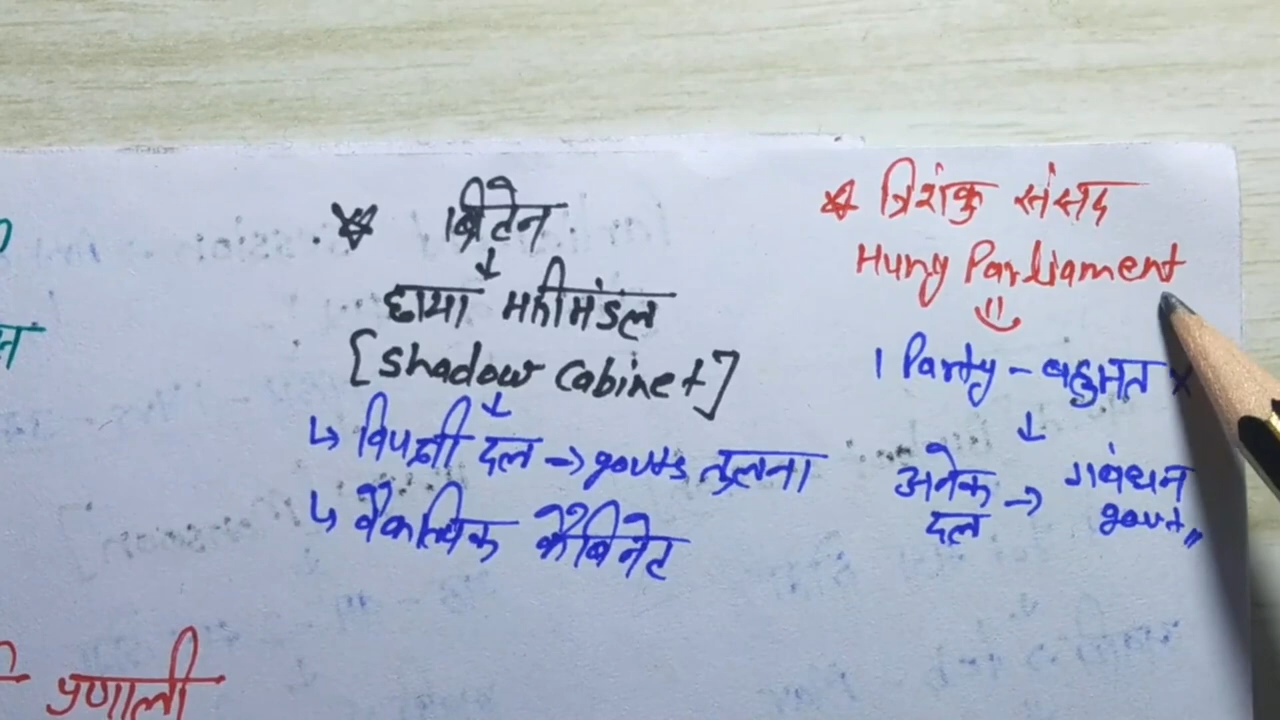 ब्रिटेन
↓
छाया मंत्रीमंडल
[Shadow Cabinet]
↓
↳ विपक्षी दल → govt's तुलना
↳ वैकल्पिक कैबिनेट
त्रिशंकु संसद
Hung Parliament
1 Party - बहुमत x
↓
अनेक दल → गबंधन govt,,
प्रणाली